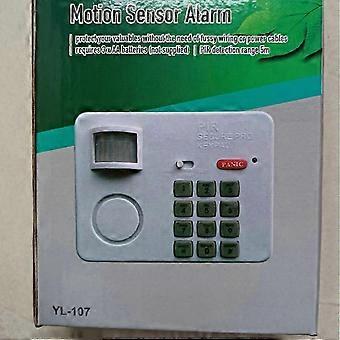 Motion Sensor Alarm
protect your valuables without the need of fussy wiring or power cables
requires 3 x AA batteries (not supplied) | PIR detection range 5m
PIR
SECURE PRO
KEYPAD
PANIC
YL-107